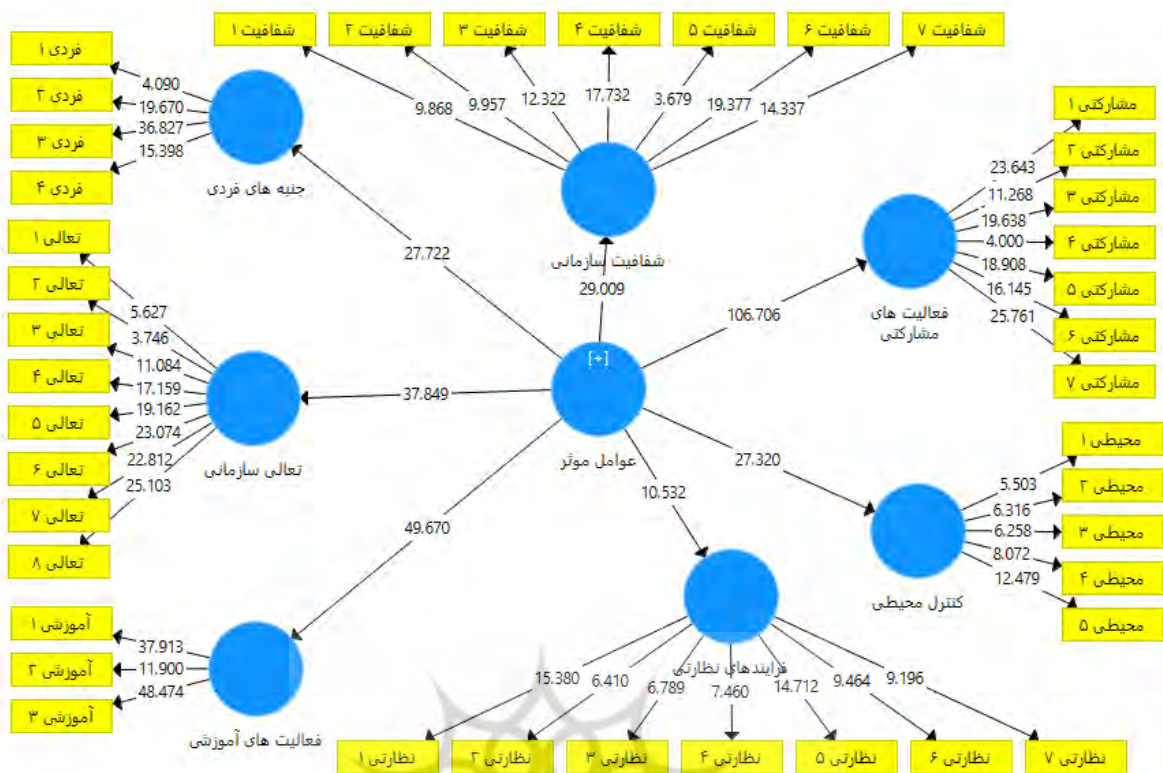 شفافیت ۱
شفافیت ۲
شفافیت ۳
شفافیت ۴
شفافیت ۵
شفافیت ۶
شفافیت ۷
9.868
9.957
12.322
17.732
3.679
19.377
14.337
شفافیت سازمانی
29.009
فردی ۱
فردی ۲
فردی ۳
فردی ۴
4.090
19.670
36.827
15.398
جنبه های فردی
27.722
مشارکتی ۱
مشارکتی ۲
مشارکتی ۳
مشارکتی ۴
مشارکتی ۵
مشارکتی ۶
مشارکتی ۷
23.643
11.268
19.638
4.000
18.908
16.145
25.761
فعالیت های
مشارکتی
106.706
تعالی ۱
تعالی ۲
تعالی ۳
تعالی ۴
تعالی ۵
تعالی ۶
تعالی ۷
تعالی ۸
5.627
3.746
11.084
17.159
19.162
23.074
22.812
25.103
تعالی سازمانی
37.849
[+]
عوامل موثر
27.320
10.532
49.670
محیطی ۱
محیطی ۲
محیطی ۳
محیطی ۴
محیطی ۵
5.503
6.316
6.258
8.072
12.479
کنترل محیطی
آموزشی ۱
آموزشی ۲
آموزشی ۳
37.913
11.900
48.474
فعالیت های آموزشی
فرایندهای نظارتی
15.380
6.410
6.789
7.460
14.712
9.464
9.196
نظارتی ۱
نظارتی ۲
نظارتی ۳
نظارتی ۴
نظارتی ۵
نظارتی ۶
نظارتی ۷